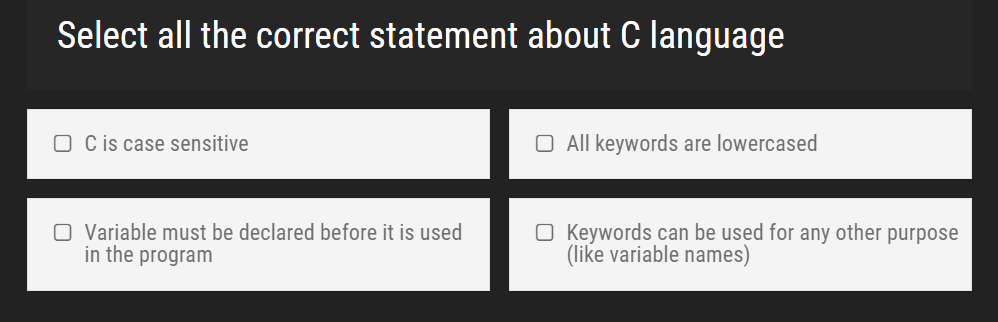 Select all the correct statement about C language
C is case sensitive
All keywords are lowercased
Variable must be declared before it is used
in the program
Keywords can be used for any other purpose
(like variable names)